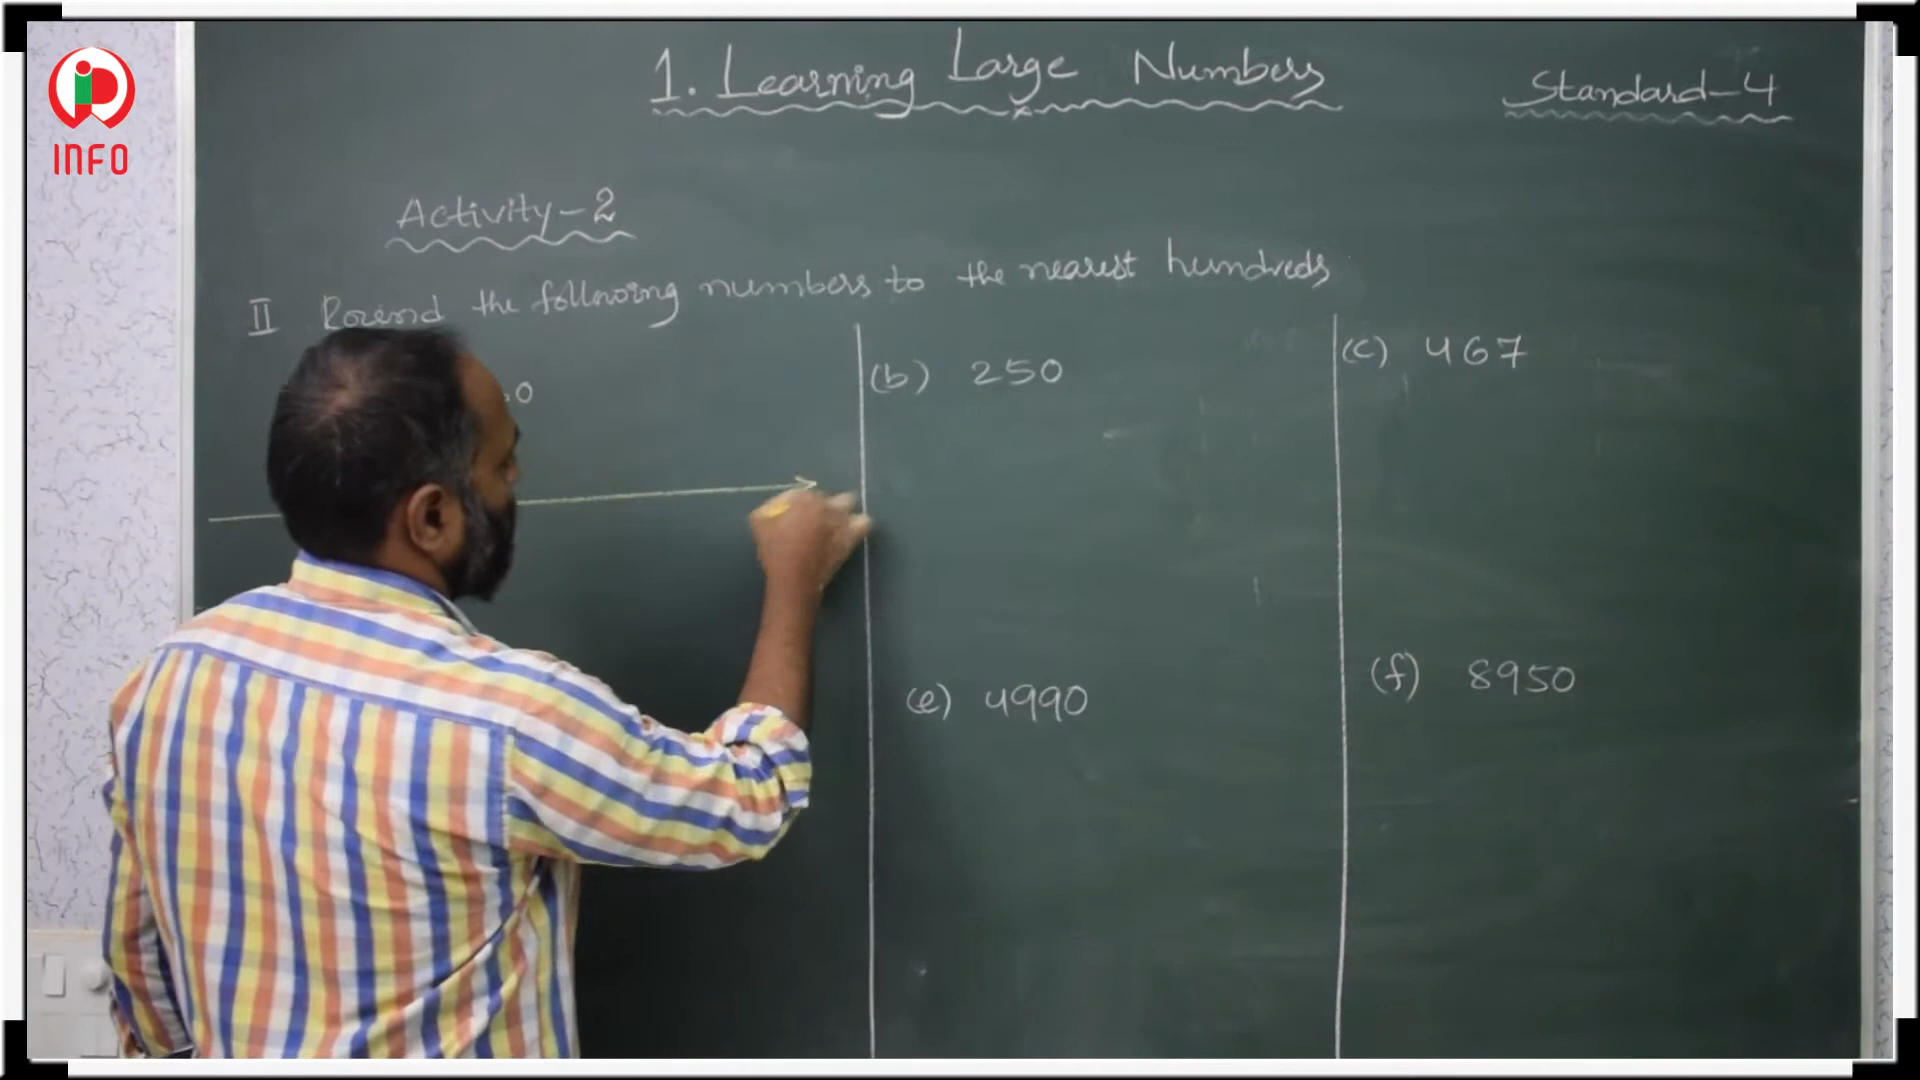 INFO
1. Learning Large Numbers
Standard-4
Activity-2
II Round the following numbers to the nearest hundreds
(b) 250
(c) 467
(e) 4990
(f) 8950